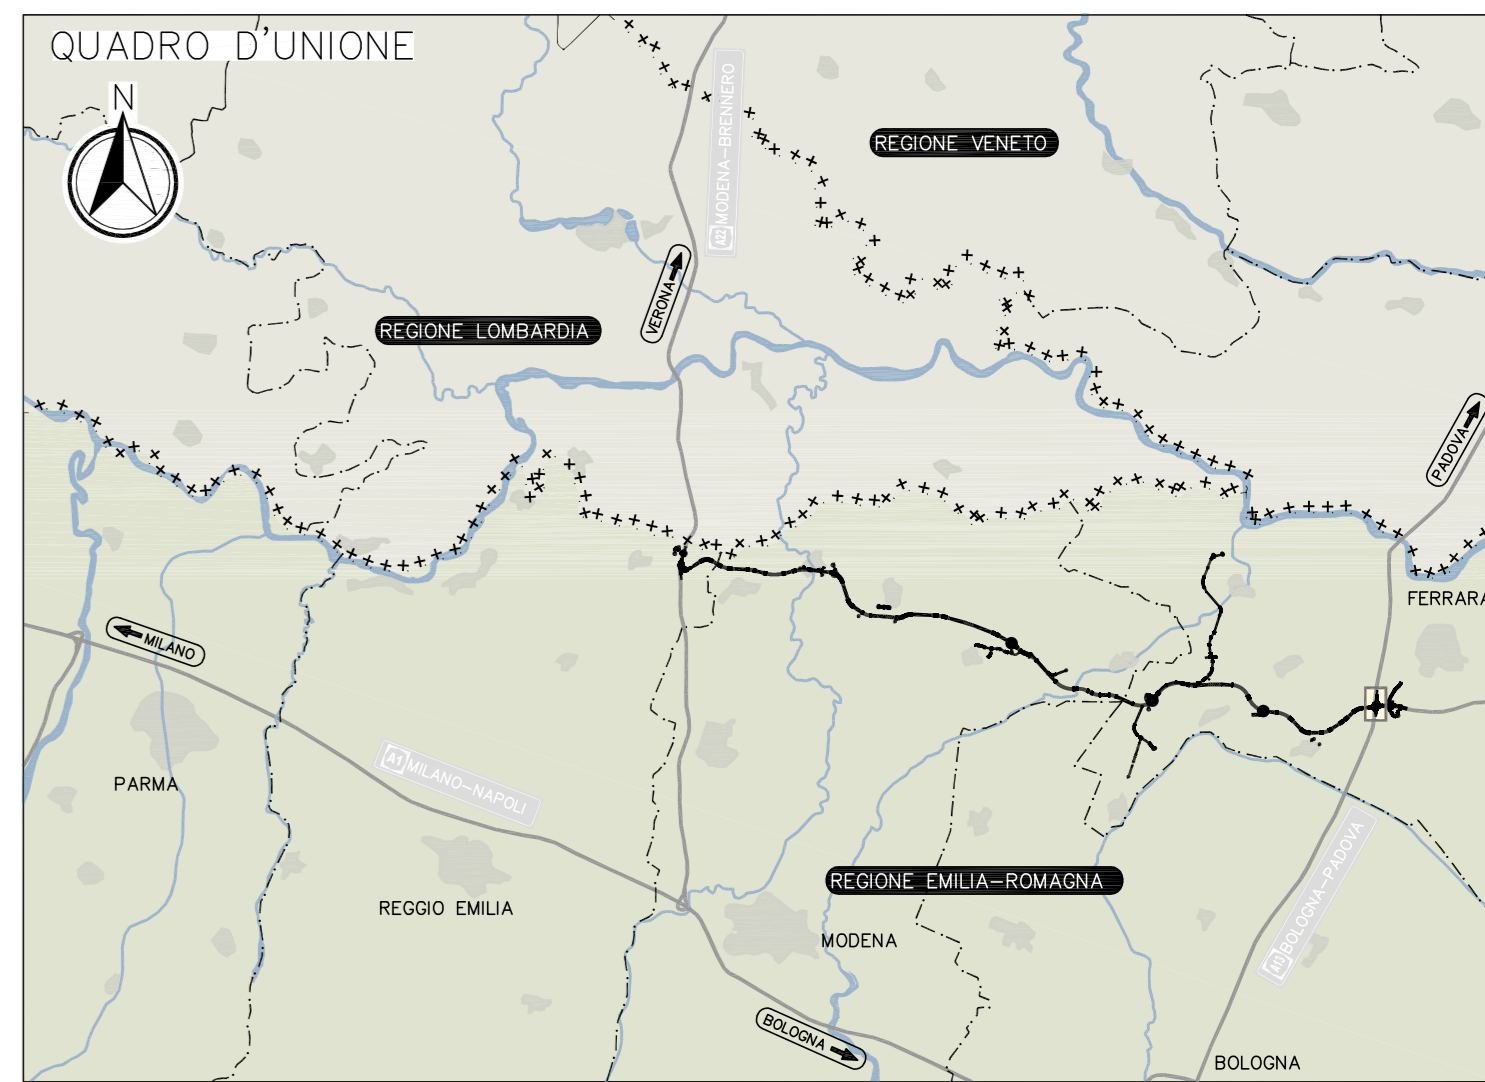 QUADRO D'UNIONE
N
A22 MODENA-BRENNERO
REGIONE VENETO
VERONA
REGIONE LOMBARDIA
PADOVA
FERRARA
MILANO
A1 MILANO-NAPOLI
PARMA
REGIONE EMILIA-ROMAGNA
A13 BOLOGNA-PADOVA
REGGIO EMILIA
MODENA
BOLOGNA
BOLOGNA